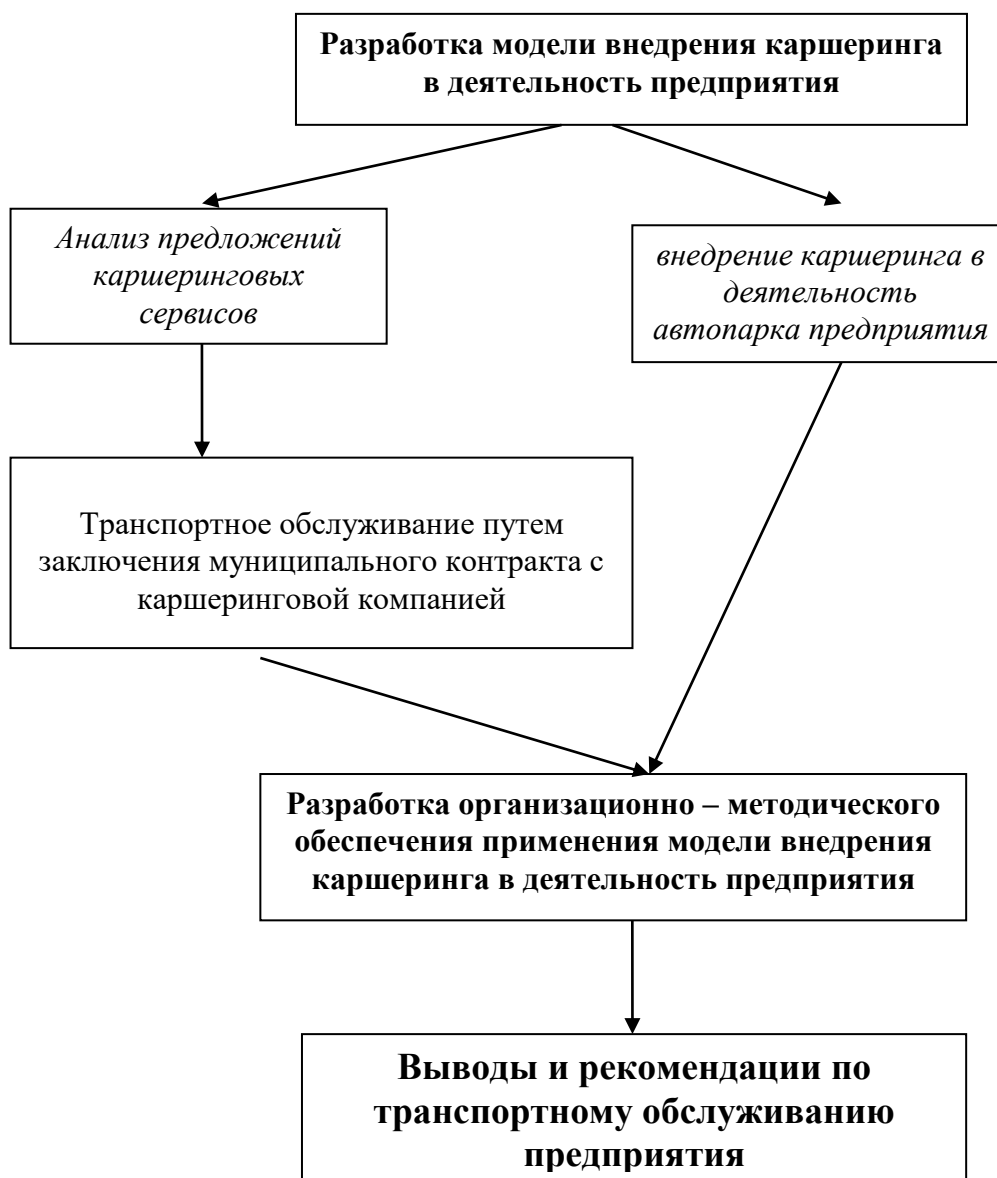 Разработка модели внедрения каршеринга
в деятельность предприятия
Анализ предложений
каршеринговых
сервисов
внедрение каршеринга в
деятельность
автопарка предприятия
Транспортное обслуживание путем
заключения муниципального контракта с
каршеринговой компанией
Разработка организационно – методического
обеспечения применения модели внедрения
каршеринга в деятельность предприятия
Выводы и рекомендации по
транспортному обслуживанию
предприятия